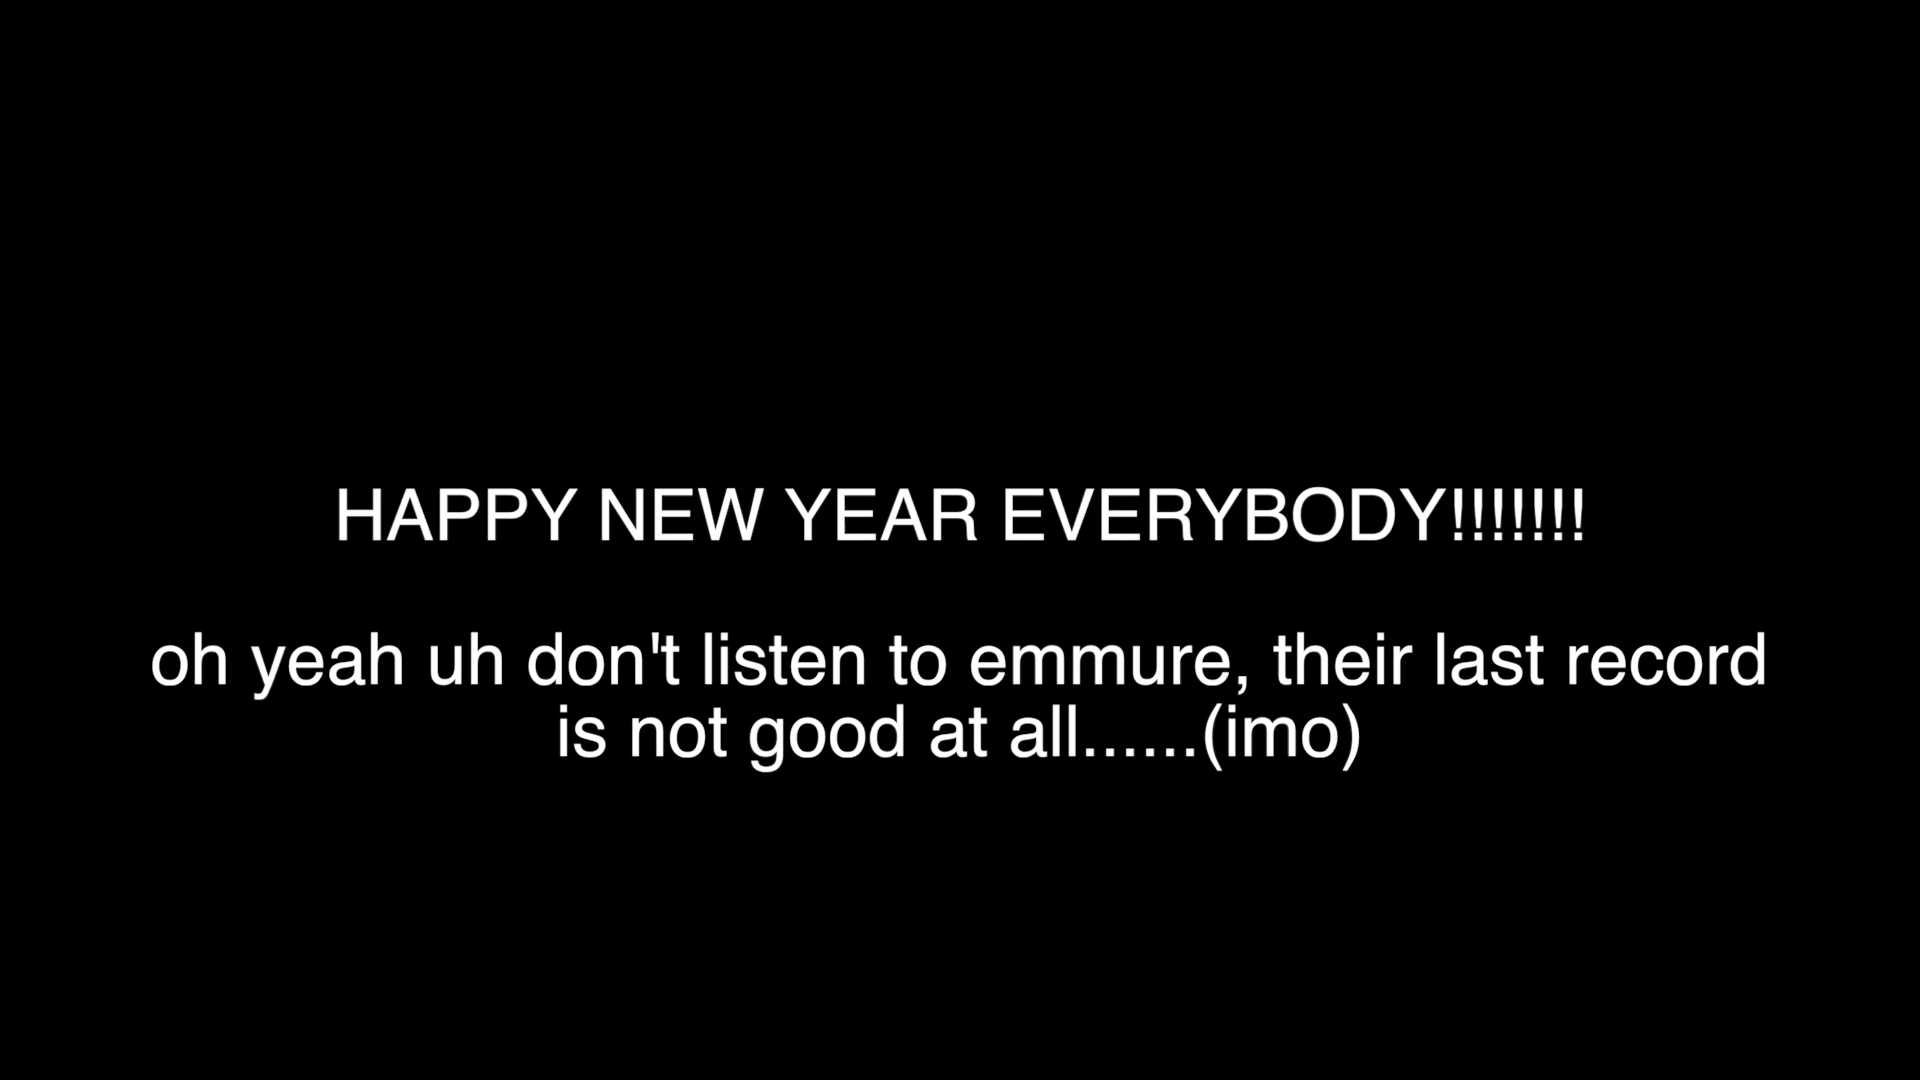 HAPPY NEW YEAR EVERYBODY!!!!!!!
oh yeah uh don't listen to emmure, their last record
is not good at all......(imo)